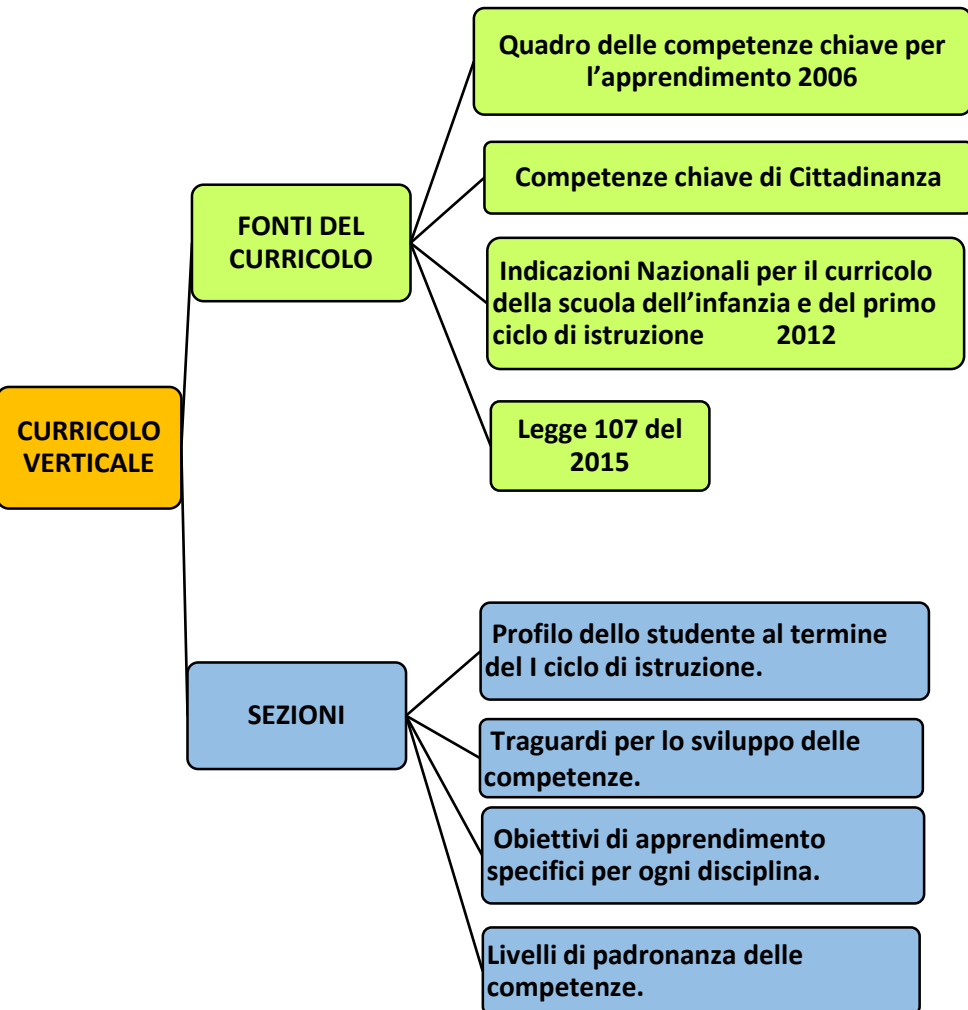 Quadro delle competenze chiave per
l’apprendimento 2006
Competenze chiave di Cittadinanza
FONTI DEL
CURRICOLO
Indicazioni Nazionali per il curricolo
della scuola dell’infanzia e del primo
ciclo di istruzione 2012
CURRICOLO
VERTICALE
Legge 107 del
2015
Profilo dello studente al termine
del I ciclo di istruzione.
SEZIONI
Traguardi per lo sviluppo delle
competenze.
Obiettivi di apprendimento
specifici per ogni disciplina.
Livelli di padronanza delle
competenze.